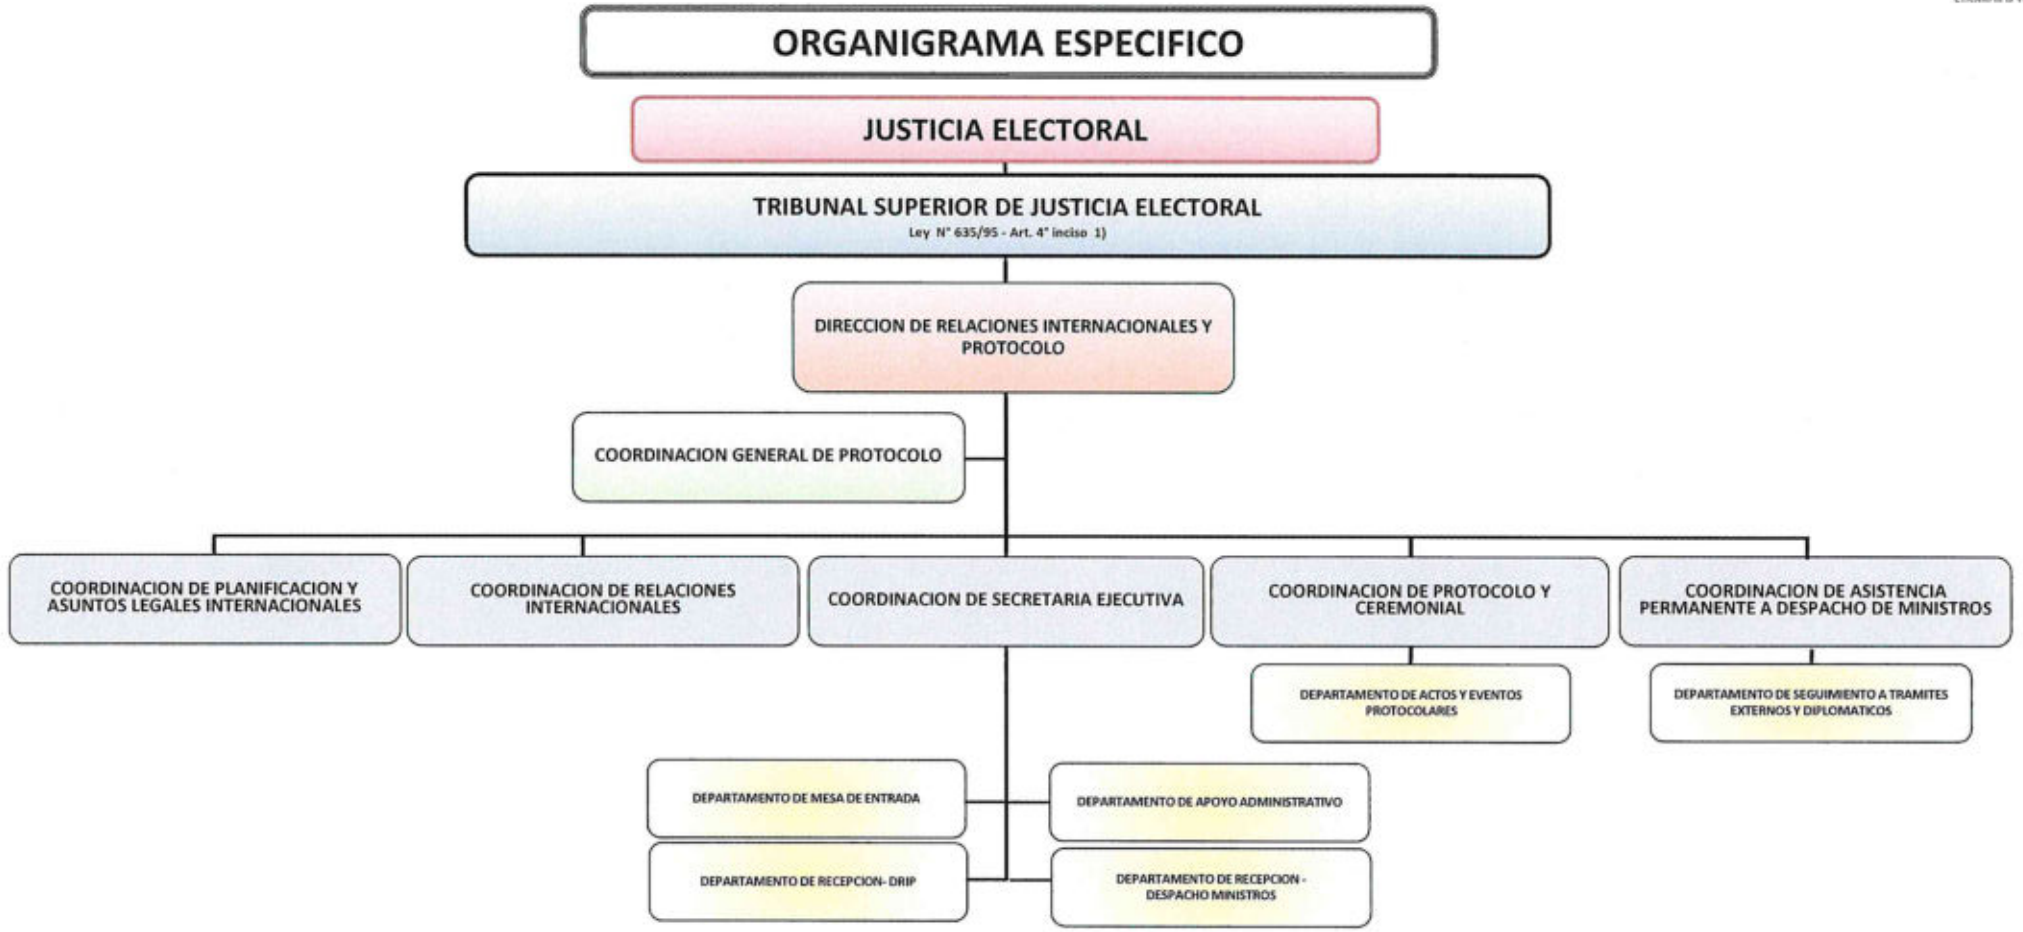 ORGANIGRAMA ESPECIFICO
JUSTICIA ELECTORAL
TRIBUNAL SUPERIOR DE JUSTICIA ELECTORAL
Ley N° 635/95 - Art. 4° inciso 1)
DIRECCION DE RELACIONES INTERNACIONALES Y
PROTOCOLO
COORDINACION GENERAL DE PROTOCOLO
COORDINACION DE PLANIFICACION Y
ASUNTOS LEGALES INTERNACIONALES
COORDINACION DE RELACIONES
INTERNACIONALES
COORDINACION DE SECRETARIA EJECUTIVA
COORDINACION DE PROTOCOLO Y
CEREMONIAL
COORDINACION DE ASISTENCIA
PERMANENTE A DESPACHO DE MINISTROS
DEPARTAMENTO DE ACTOS Y EVENTOS
PROTOCOLARES
DEPARTAMENTO DE SEGUIMIENTO A TRAMITES
EXTERNOS Y DIPLOMATICOS
DEPARTAMENTO DE MESA DE ENTRADA
DEPARTAMENTO DE APOYO ADMINISTRATIVO
DEPARTAMENTO DE RECEPCION- DRIP
DEPARTAMENTO DE RECEPCION -
DESPACHO MINISTROS